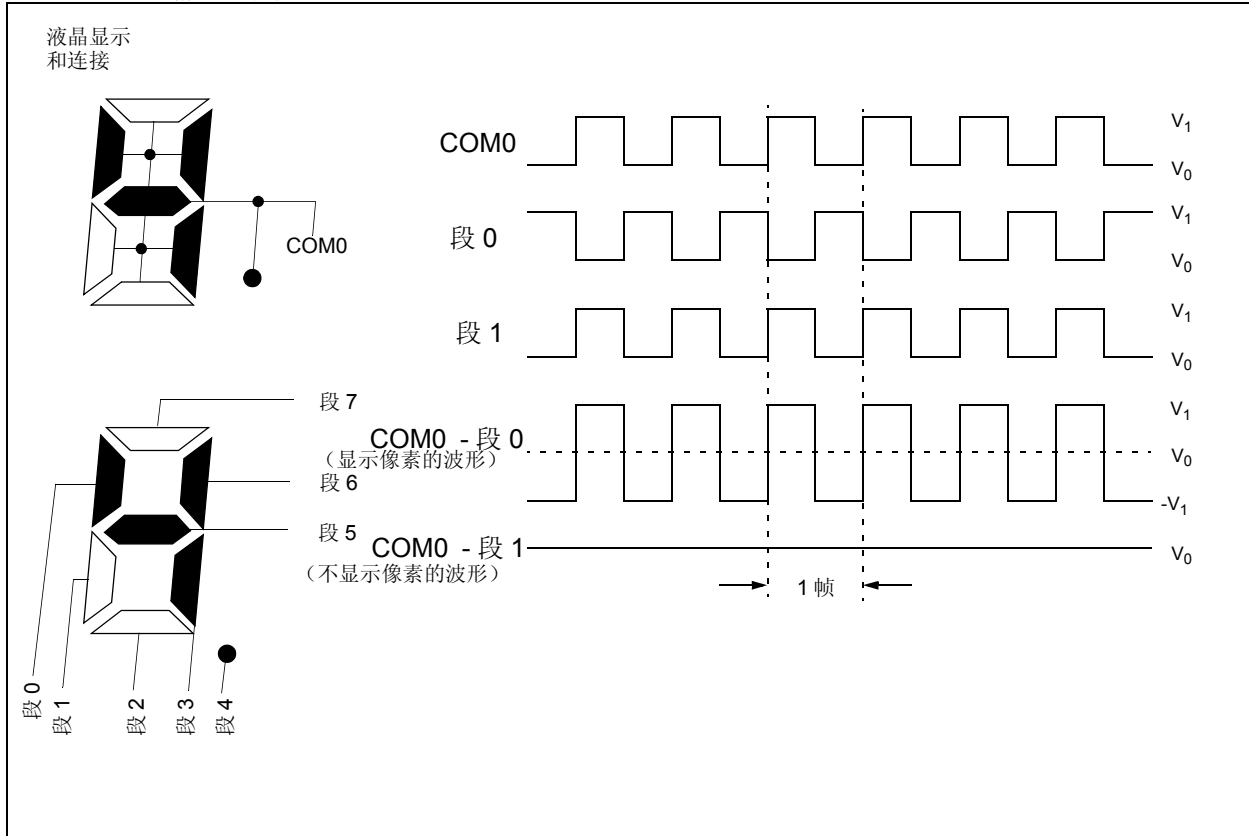 液晶显示
和连接
COM0
COM0
V1
V0
段 0
V1
V0
段 1
V1
V0
段 7
COM0 - 段 0
（显示像素的波形）
V1
V0
-V1
段 6
段 5
COM0 - 段 1
（不显示像素的波形）
V0
1 帧
段 0
段 1
段 2
段 3
段 4